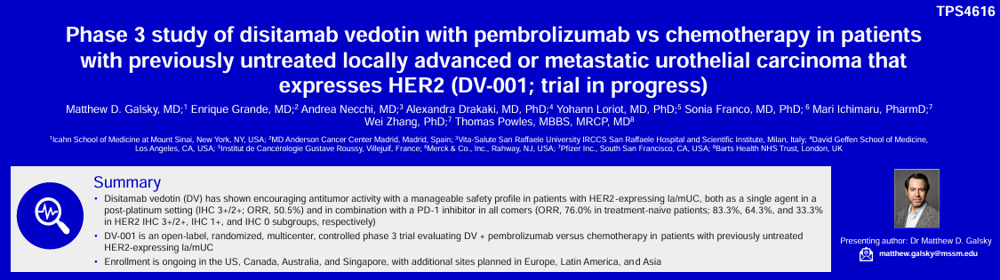 TPS4616
Phase 3 study of disitamab vedotin with pembrolizumab vs chemotherapy in patients
with previously untreated locally advanced or metastatic urothelial carcinoma that
expresses HER2 (DV-001; trial in progress)
Matthew D. Galsky, MD;¹ Enrique Grande, MD;² Andrea Necchi, MD;³ Alexandra Drakaki, MD, PhD;⁴ Yohann Loriot, MD, PhD;⁵ Sonia Franco, MD, PhD; ⁶ Mari Ichimaru, PharmD;⁷
Wei Zhang, PhD;⁷ Thomas Powles, MBBS, MRCP, MD⁸
¹Icahn School of Medicine at Mount Sinai, New York, NY, USA; ²MD Anderson Cancer Center Madrid, Madrid, Spain; ³Vita-Salute San Raffaele University IRCCS San Raffaele Hospital and Scientific Institute, Milan, Italy; ⁴David Geffen School of Medicine,
Los Angeles, CA, USA; ⁵Institut de Cancérologie Gustave Roussy, Villejuif, France; ⁶Merck & Co., Inc., Rahway, NJ, USA; ⁷Pfizer Inc., South San Francisco, CA, USA; ⁸Barts Health NHS Trust, London, UK
Summary
• Disitamab vedotin (DV) has shown encouraging antitumor activity with a manageable safety profile in patients with HER2-expressing la/mUC, both as a single agent in a
post-platinum setting (IHC 3+/2+; ORR, 50.5%) and in combination with a PD-1 inhibitor in all comers (ORR, 76.0% in treatment-naive patients; 83.3%, 64.3%, and 33.3%
in HER2 IHC 3+/2+, IHC 1+, and IHC 0 subgroups, respectively)
• DV-001 is an open-label, randomized, multicenter, controlled phase 3 trial evaluating DV + pembrolizumab versus chemotherapy in patients with previously untreated
HER2-expressing la/mUC
• Enrollment is ongoing in the US, Canada, Australia, and Singapore, with additional sites planned in Europe, Latin America, and Asia
Presenting author: Dr Matthew D. Galsky
matthew.galsky@mssm.edu